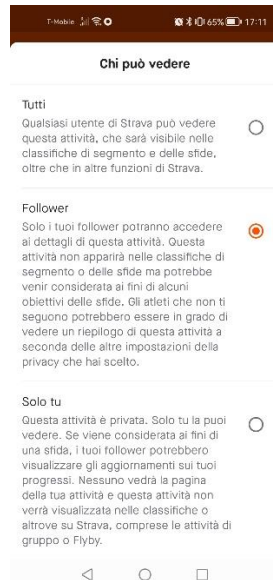 T-Mobile 65% 17:11
Chi può vedere
Tutti
Qualsiasi utente di Strava può vedere
questa attività, che sarà visibile nelle
classifiche di segmento e delle sfide,
oltre che in altre funzioni di Strava.
Follower
Solo i tuoi follower potranno accedere
ai dettagli di questa attività. Questa
attività non apparirà nelle classifiche di
segmento o delle sfide ma potrebbe
venir considerata ai fini di alcuni
obiettivi delle sfide. Gli atleti che non ti
seguono potrebbero essere in grado di
vedere un riepilogo di questa attività a
seconda delle altre impostazioni della
privacy che hai scelto.
Solo tu
Questa attività è privata. Solo tu la puoi
vedere. Se viene considerata ai fini di
una sfida, i tuoi follower potrebbero
visualizzare gli aggiornamenti sui tuoi
progressi. Nessuno vedrà la pagina
della tua attività e questa attività non
verrà visualizzata nelle classifiche o
altrove su Strava, comprese le attività di
gruppo o Flyby.